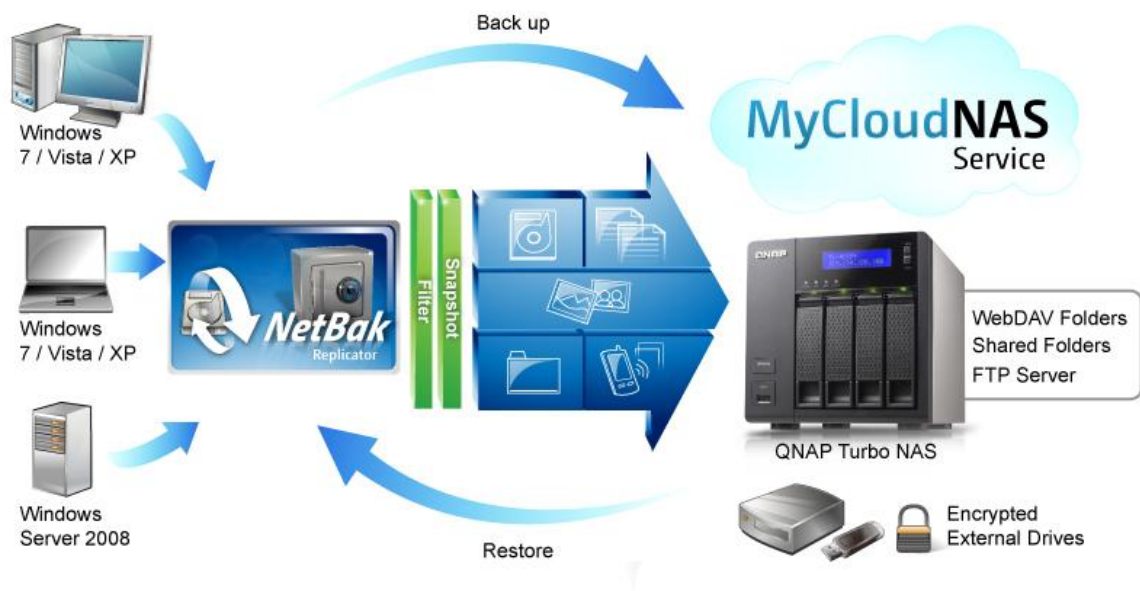 Back up
MyCloudNAS
Service
Windows
7 / Vista / XP
Windows
7 / Vista / XP
Windows
Server 2008
NetBak
Replicator
Filter
Snapshot
QNAP
WebDAV Folders
Shared Folders
FTP Server
QNAP Turbo NAS
Encrypted
External Drives
Restore